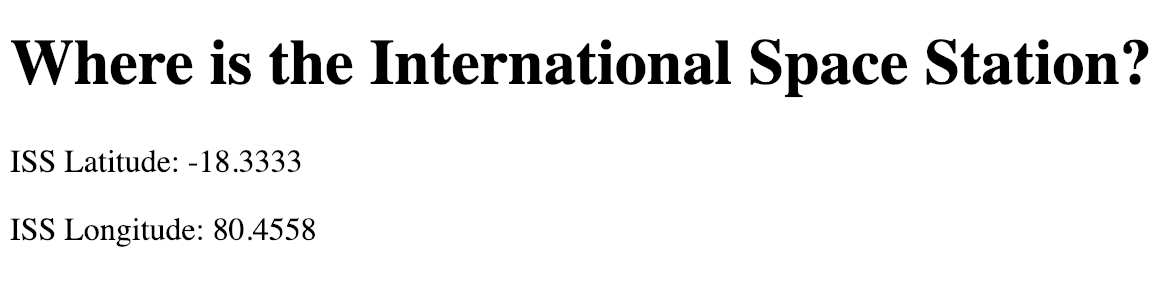 Where is the International Space Station?
ISS Latitude: -18.3333
ISS Longitude: 80.4558